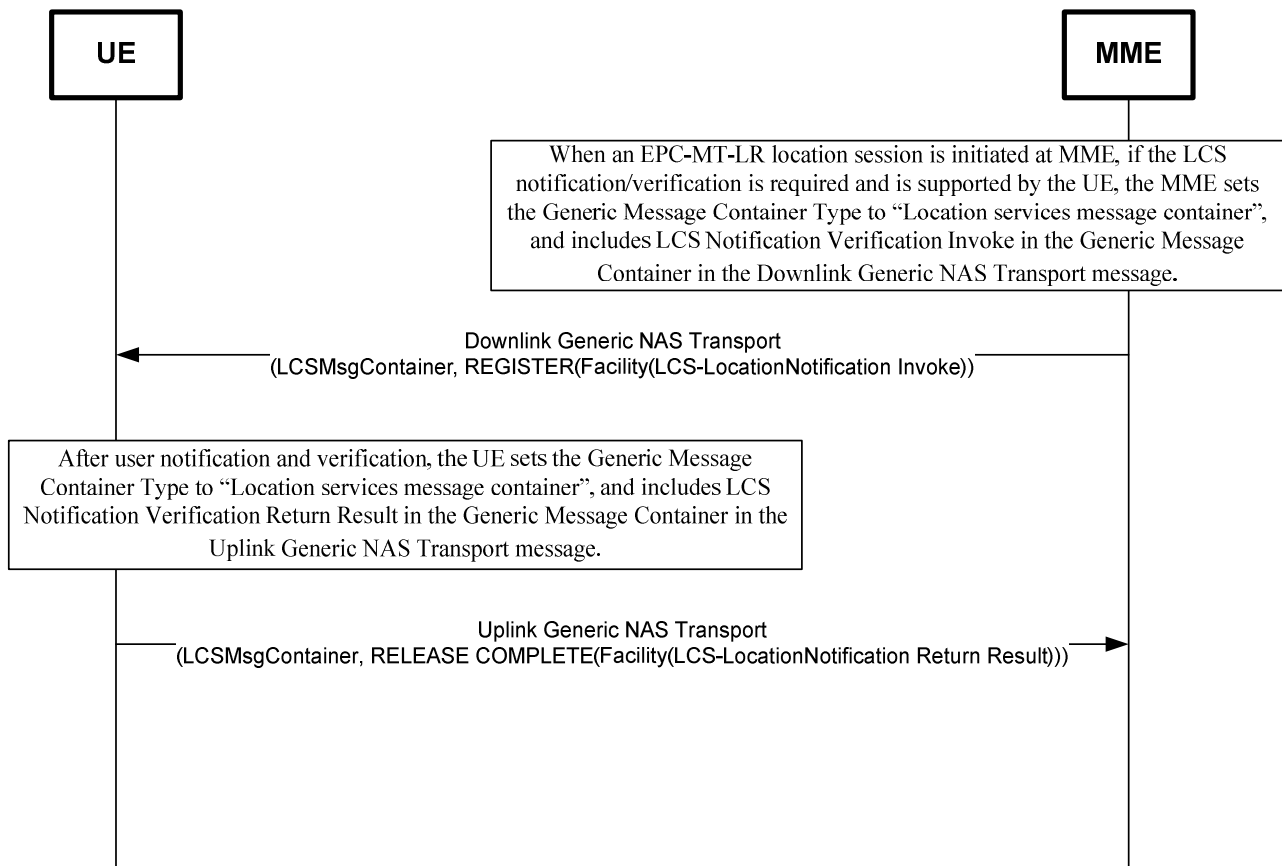 UE
MME
When an EPC-MT-LR location session is initiated at MME, if the LCS
notification/verification is required and is supported by the UE, the MME sets
the Generic Message Container Type to “Location services message container”,
and includes LCS Notification Verification Invoke in the Generic Message
Container in the Downlink Generic NAS Transport message.
Downlink Generic NAS Transport
(LCSMsgContainer, REGISTER(Facility(LCS-LocationNotification Invoke))
After user notification and verification, the UE sets the Generic Message
Container Type to “Location services message container”, and includes LCS
Notification Verification Return Result in the Generic Message Container in the
Uplink Generic NAS Transport message.
Uplink Generic NAS Transport
(LCSMsgContainer, RELEASE COMPLETE(Facility(LCS-LocationNotification Return Result)))